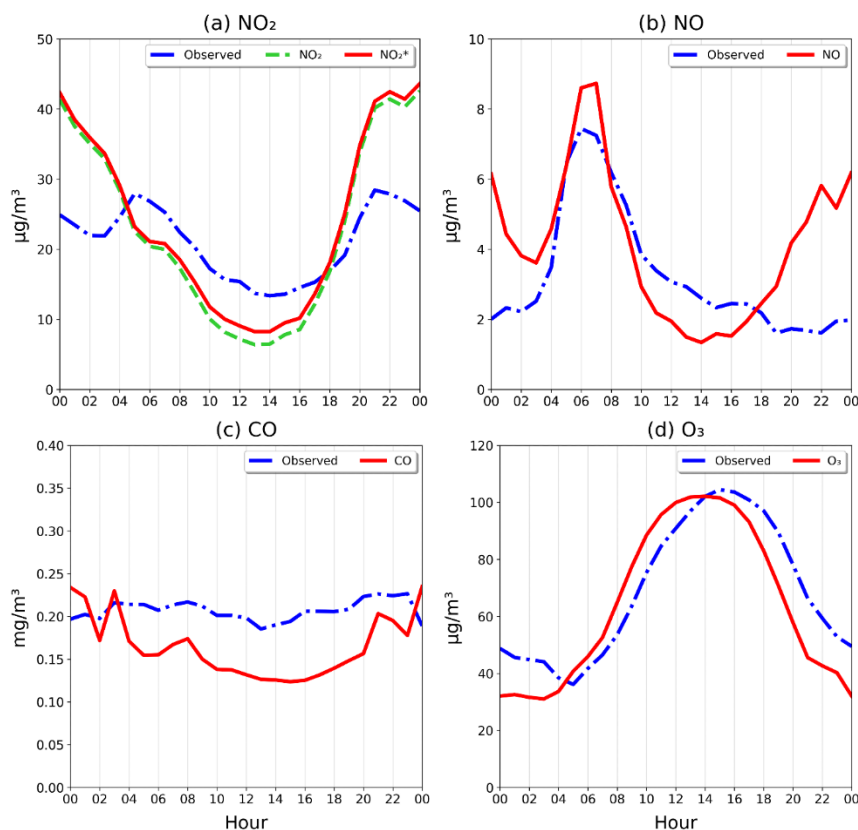 (a) NO₂
(b) NO
50
40
30
20
10
0
µg/m³
Observed
NO₂
NO₂*
00 02 04 06 08 10 12 14 16 18 20 22 00
10
8
6
4
2
0
µg/m³
Observed
NO
00 02 04 06 08 10 12 14 16 18 20 22 00
(c) CO
(d) O₃
0.40
0.35
0.30
0.25
0.20
0.15
0.10
0.05
0.00
mg/m³
Observed
CO
00 02 04 06 08 10 12 14 16 18 20 22 00
Hour
120
100
80
60
40
20
0
µg/m³
Observed
O₃
00 02 04 06 08 10 12 14 16 18 20 22 00
Hour